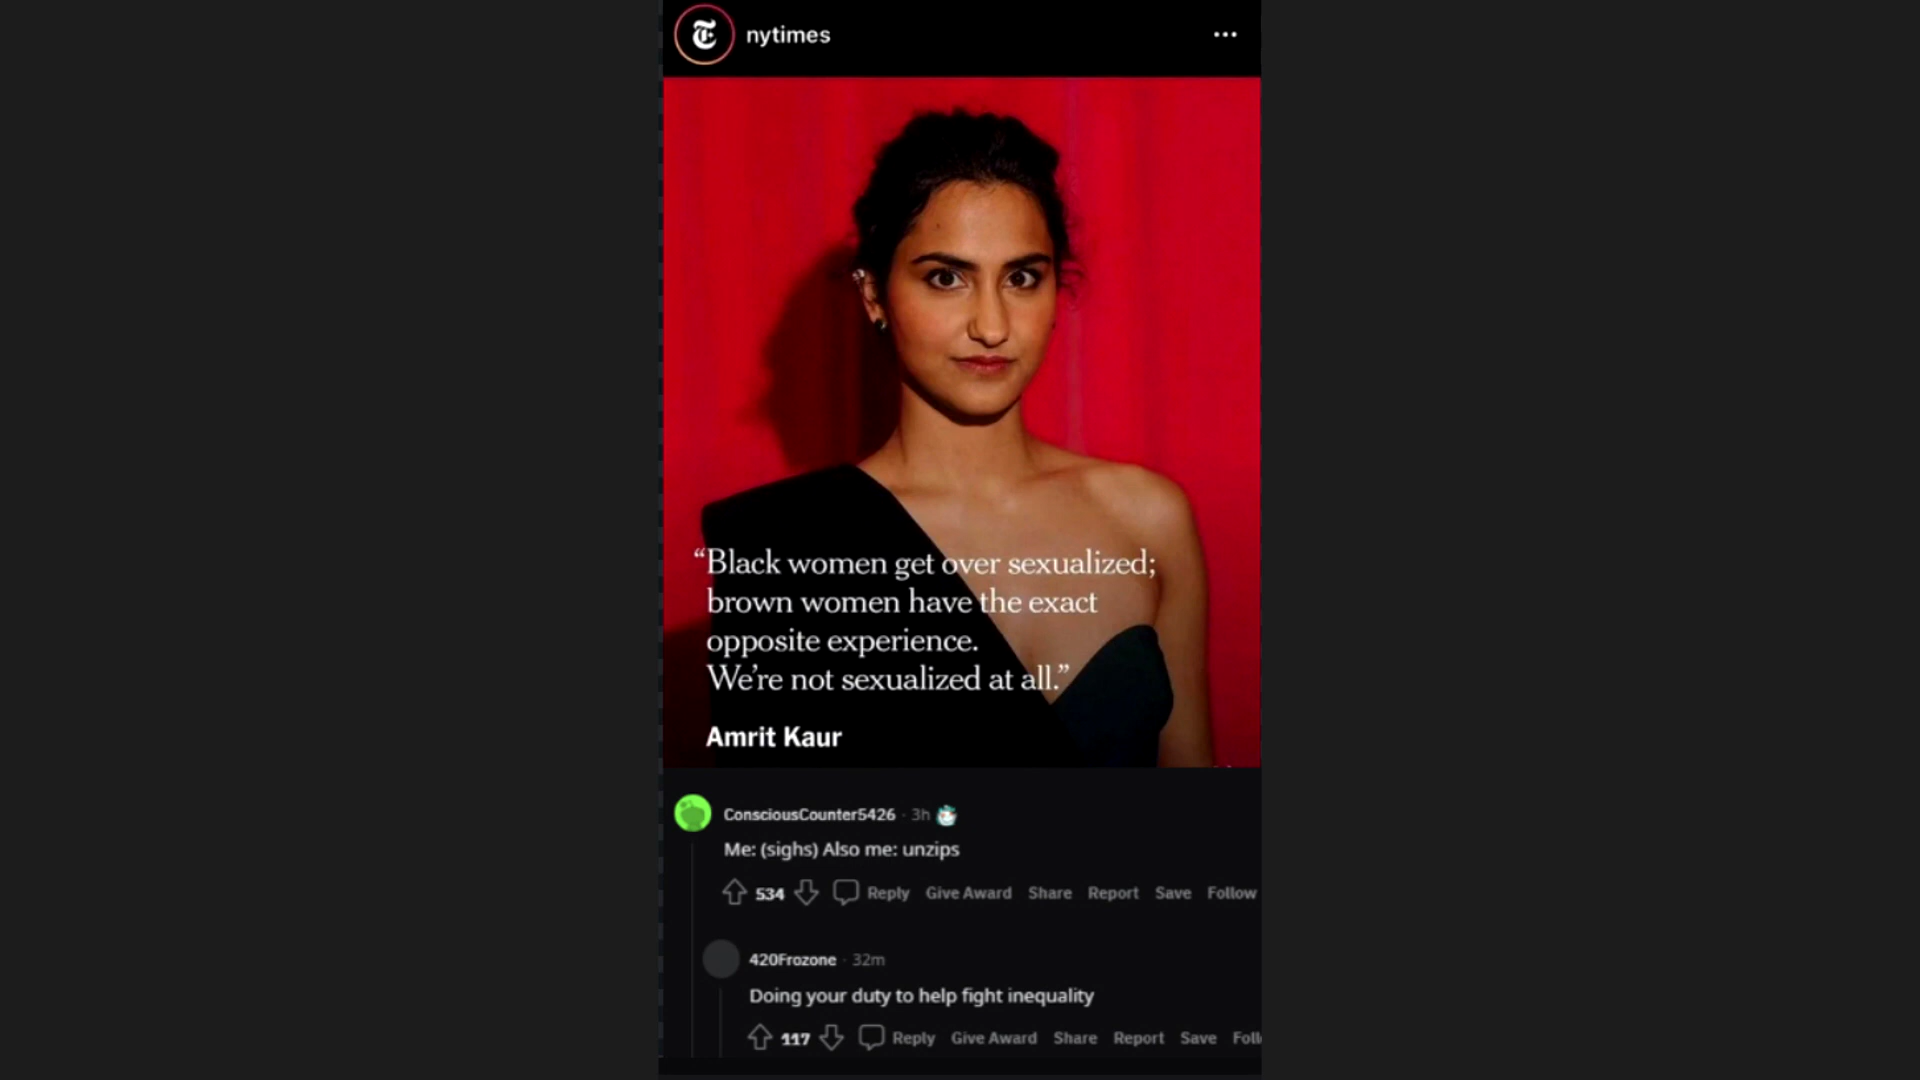 nytimes
“Black women get over sexualized;
brown women have the exact
opposite experience.
We’re not sexualized at all.”
Amrit Kaur
ConsciousCounter5426 · 3h
Me: (sighs) Also me: unzips
534 Reply Give Award Share Report Save Follow
420Frozone · 32m
Doing your duty to help fight inequality
117 Reply Give Award Share Report Save Foll